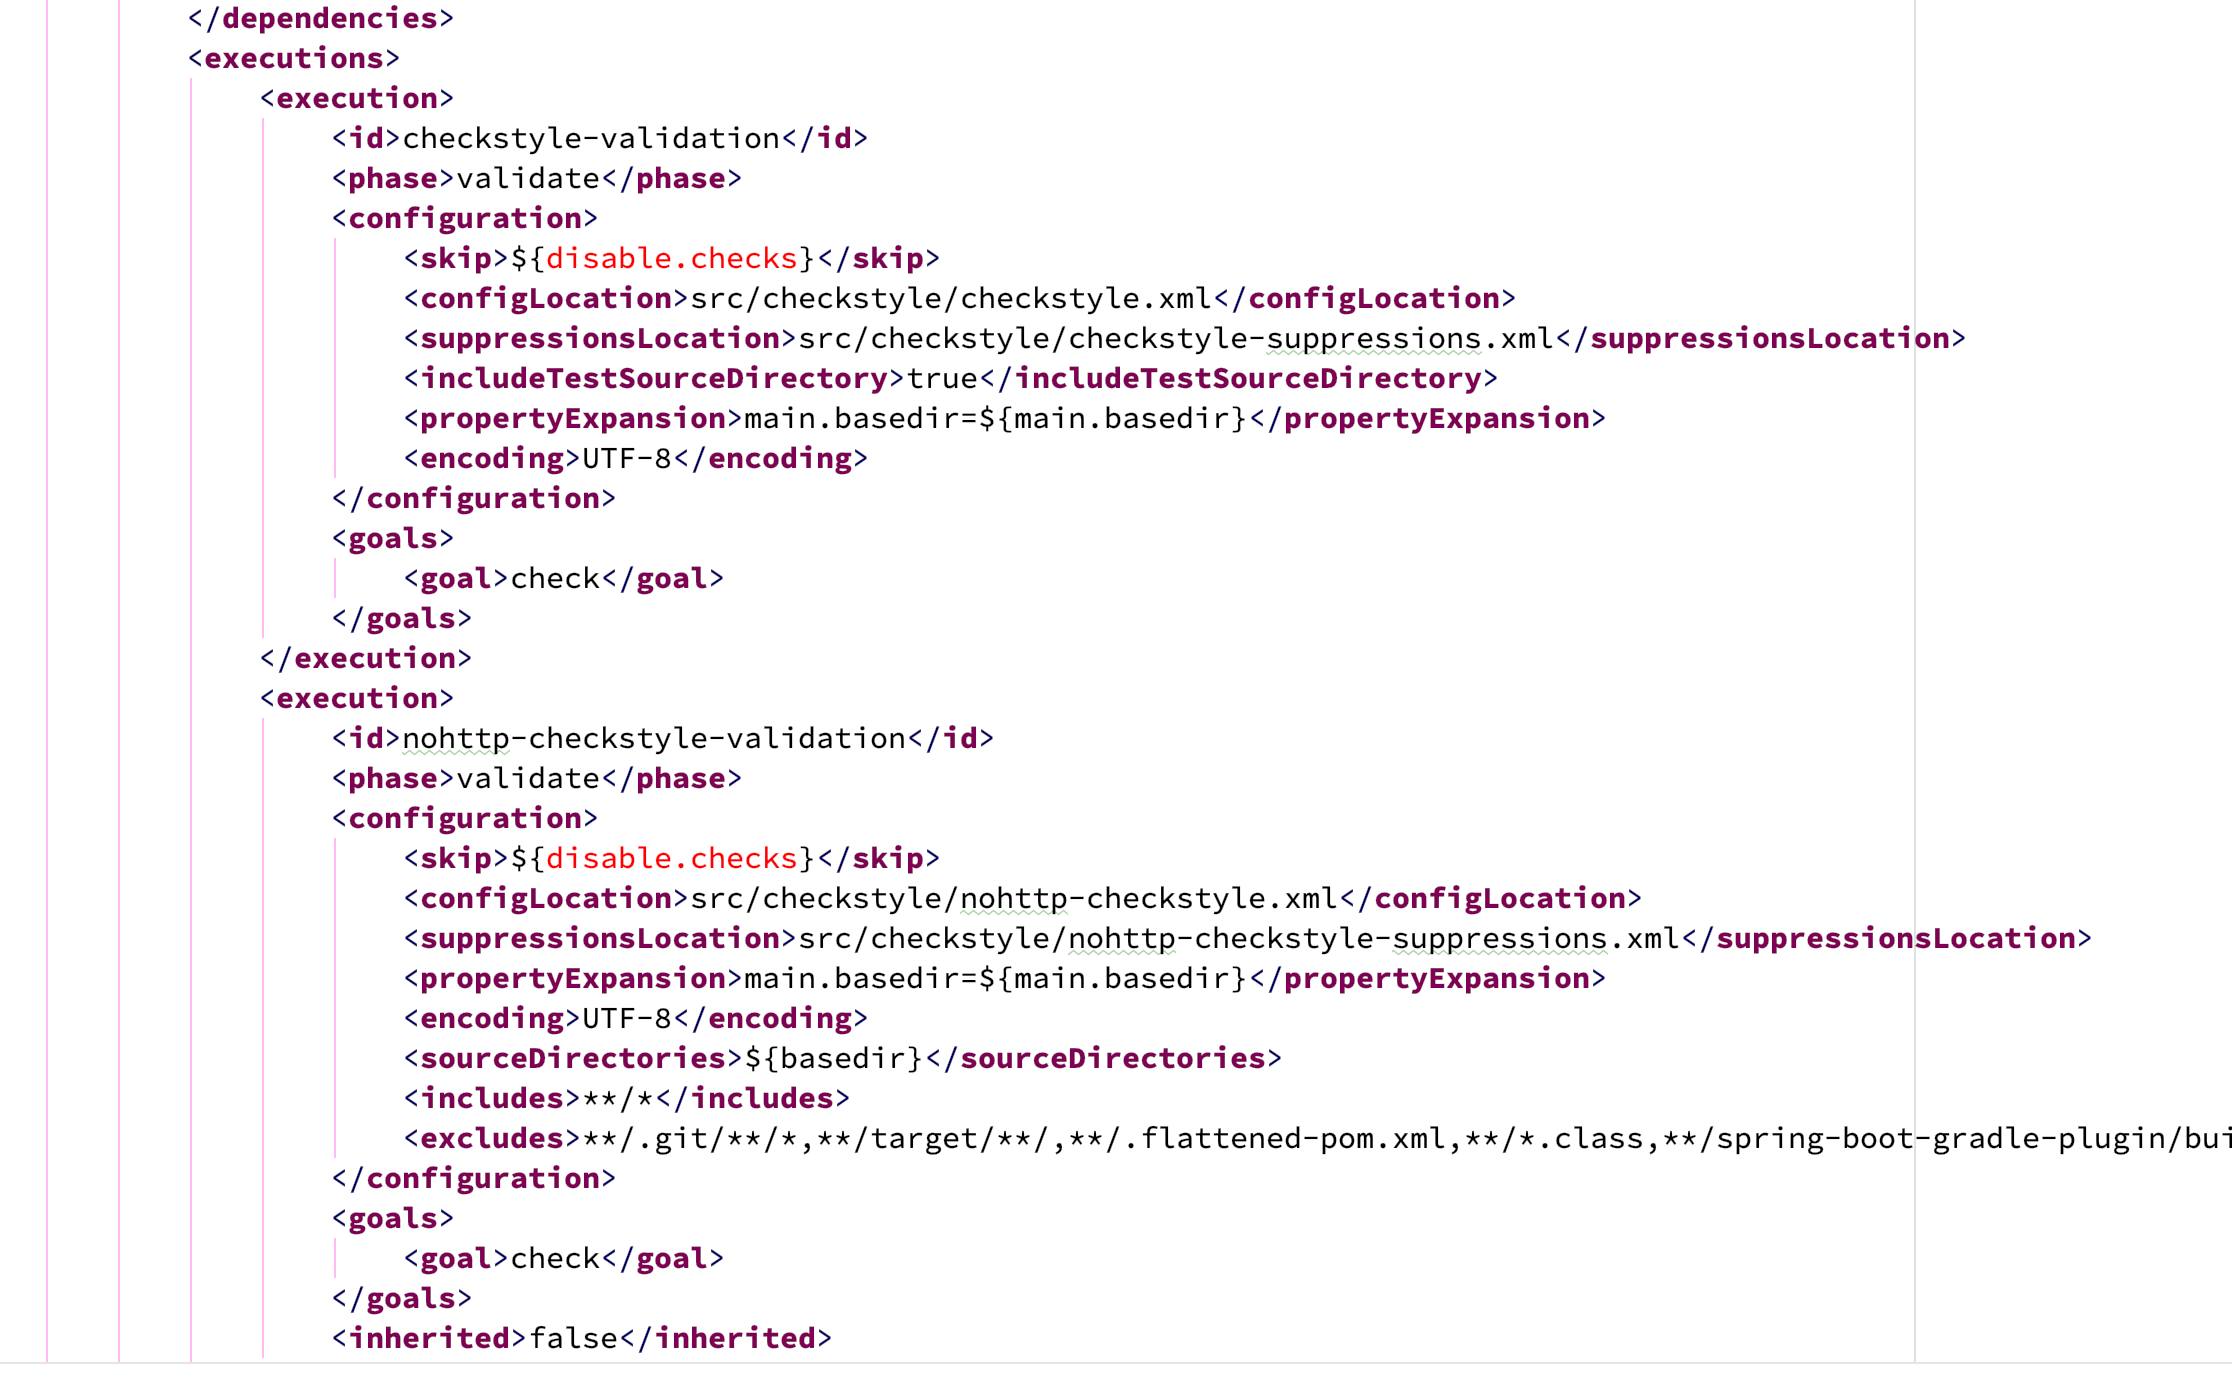 </dependencies>
<executions>
<execution>
<id>checkstyle-validation</id>
<phase>validate</phase>
<configuration>
<skip>${disable.checks}</skip>
<configLocation>src/checkstyle/checkstyle.xml</configLocation>
<suppressionsLocation>src/checkstyle/checkstyle-suppressions.xml</suppressionsLocation>
<includeTestSourceDirectory>true</includeTestSourceDirectory>
<propertyExpansion>main.basedir=${main.basedir}</propertyExpansion>
<encoding>UTF-8</encoding>
</configuration>
<goals>
<goal>check</goal>
</goals>
</execution>
<execution>
<id>nohttp-checkstyle-validation</id>
<phase>validate</phase>
<configuration>
<skip>${disable.checks}</skip>
<configLocation>src/checkstyle/nohttp-checkstyle.xml</configLocation>
<suppressionsLocation>src/checkstyle/nohttp-checkstyle-suppressions.xml</suppressionsLocation>
<propertyExpansion>main.basedir=${main.basedir}</propertyExpansion>
<encoding>UTF-8</encoding>
<sourceDirectories>${basedir}</sourceDirectories>
<includes>**/*</includes>
<excludes>**/.git/**/*,**/target/**/,**/.flattened-pom.xml,**/*.class,**/spring-boot-gradle-plugin/bui
</configuration>
<goals>
<goal>check</goal>
</goals>
<inherited>false</inherited>